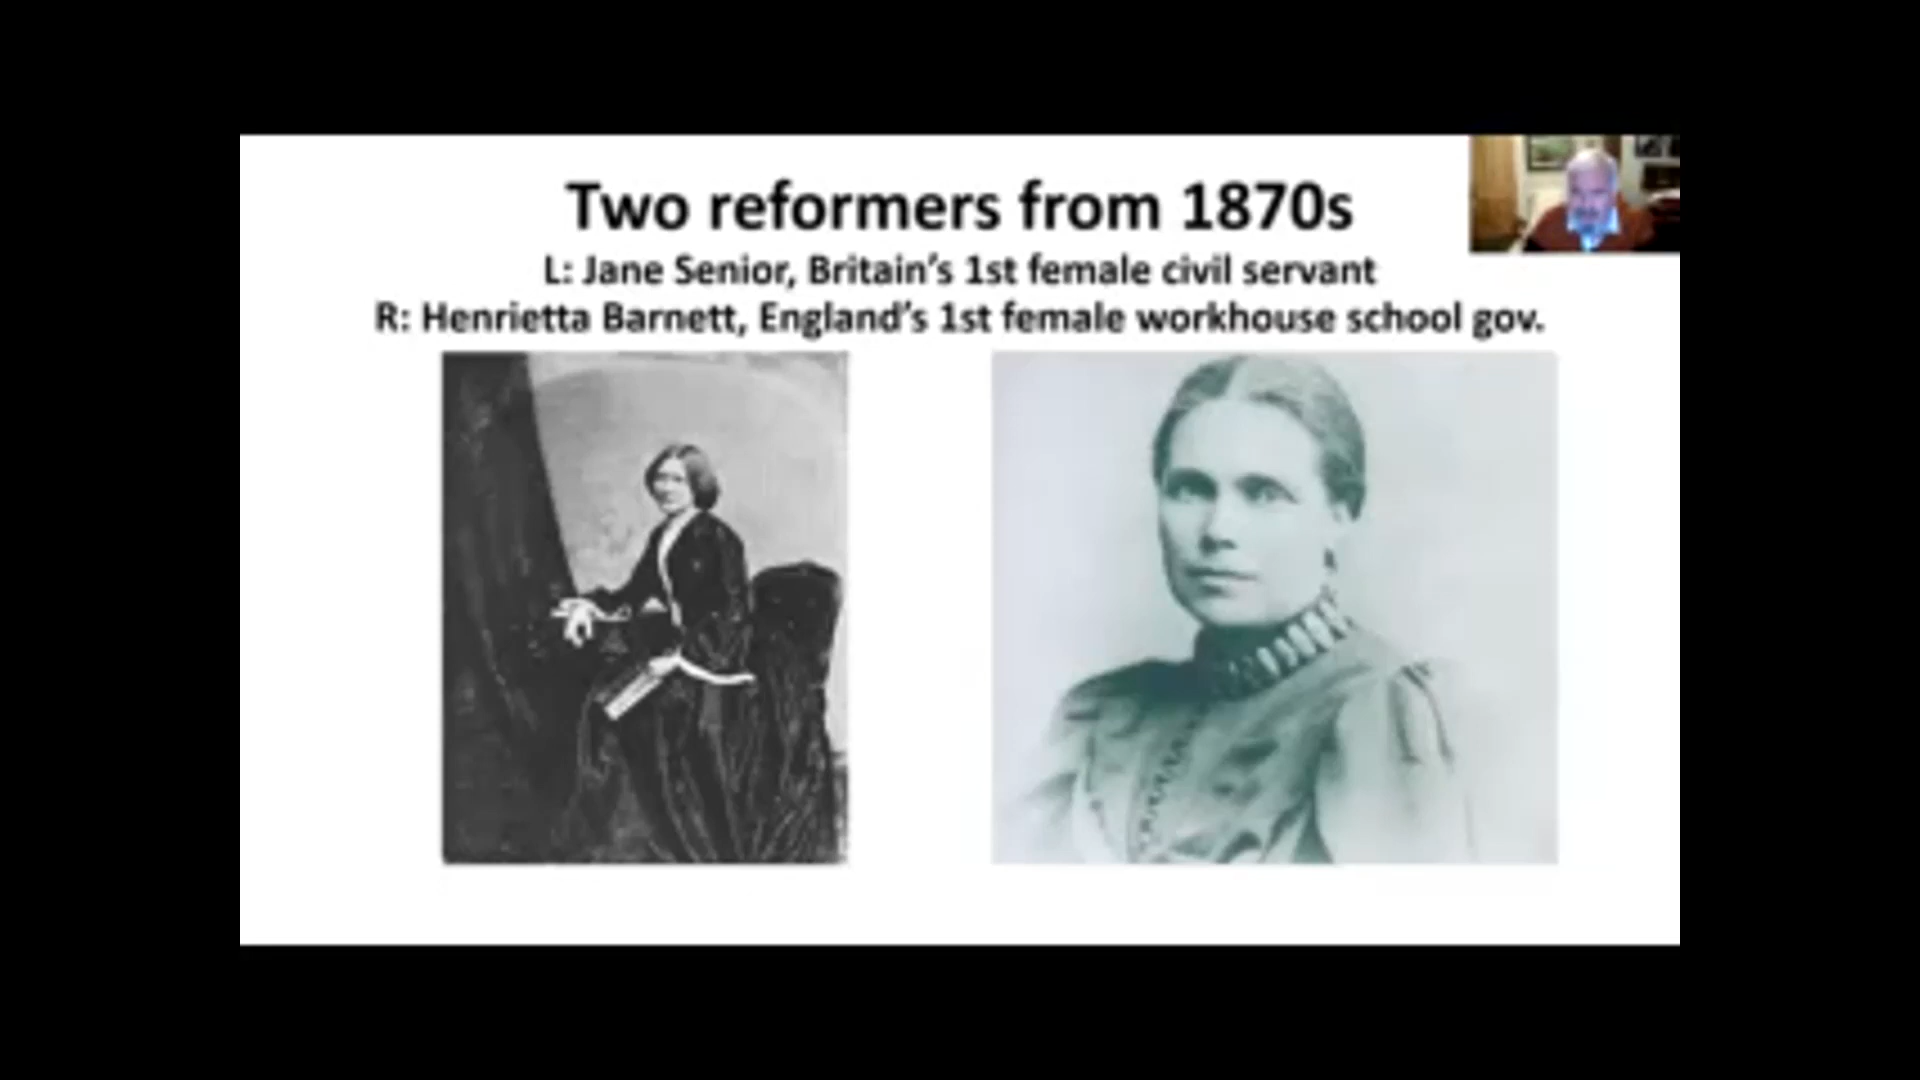 Two reformers from 1870s
L: Jane Senior, Britain's 1st female civil servant
R: Henrietta Barnett, England's 1st female workhouse school gov.